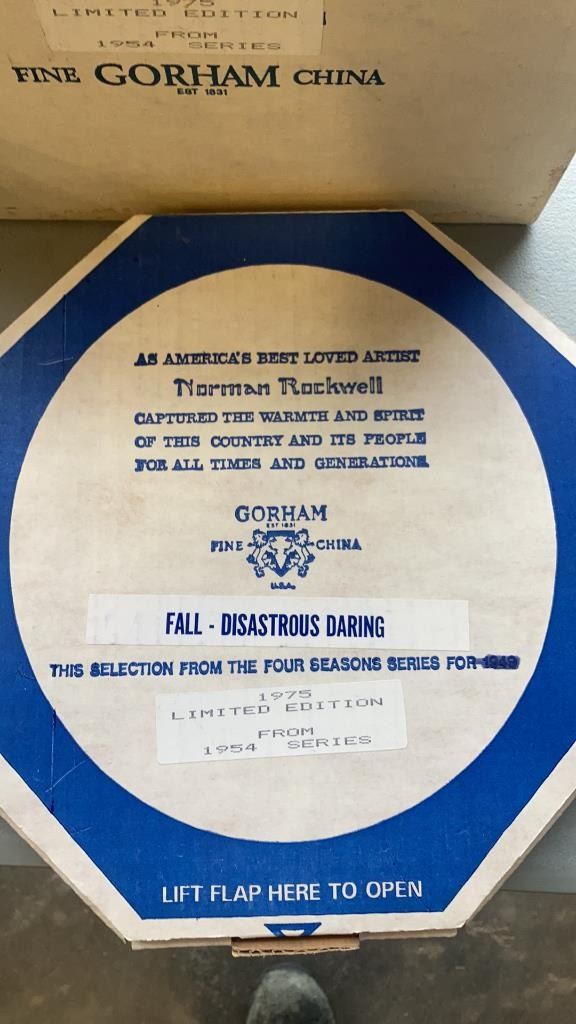 1975
LIMITED EDITION
FROM
1954 SERIES
FINE GORHAM CHINA
EST 1831
AS AMERICA'S BEST LOVED ARTIST
Norman Rockwell
CAPTURED THE WARMTH AND SPIRIT
OF THIS COUNTRY AND ITS PEOPLE
FOR ALL TIMES AND GENERATIONS
GORHAM
EST 1831
FINE CHINA
U.S.A.
FALL - DISASTROUS DARING
THIS SELECTION FROM THE FOUR SEASONS SERIES FOR 1949
1975
LIMITED EDITION
FROM
1954 SERIES
LIFT FLAP HERE TO OPEN